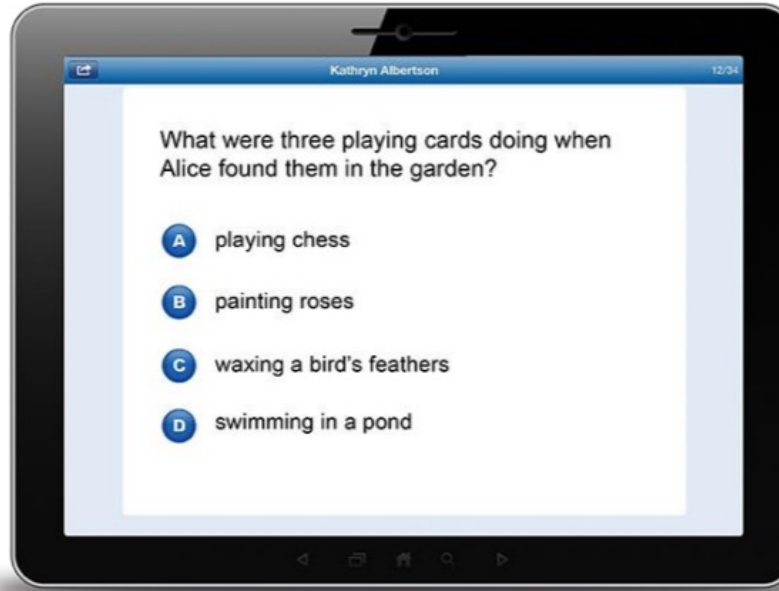 Kathryn Albertson
12/34
What were three playing cards doing when
Alice found them in the garden?
A playing chess
B painting roses
C waxing a bird's feathers
D swimming in a pond